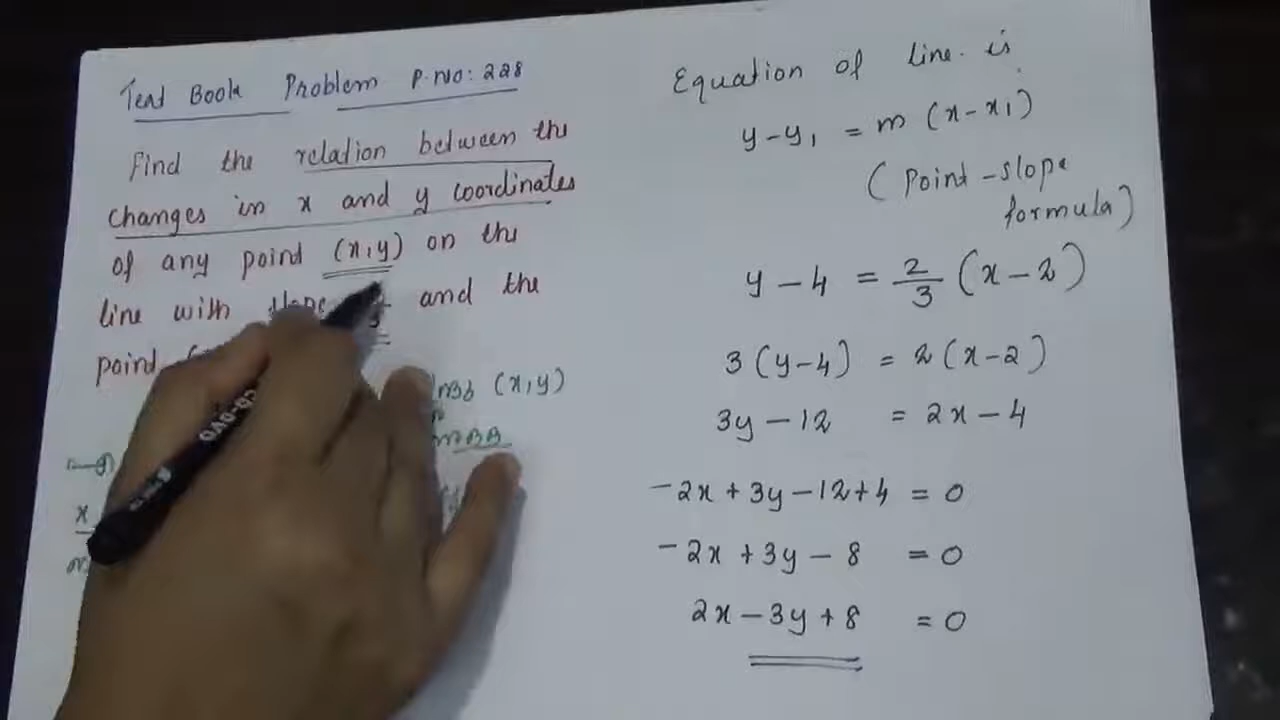 Text Book Problem P.NO: 228
Find the relation between the
changes in x and y coordinates
of any point (x,y) on the
line with slope and the
point
(x,y)
x
Equation of line is
y-y₁ = m (x-x₁)
(Point-slope
formula)
y-4 = 2/3 (x-2)
3(y-4) = 2(x-2)
3y-12 = 2x-4
-2x+3y-12+4 = 0
-2x+3y-8 = 0
2x-3y+8 = 0